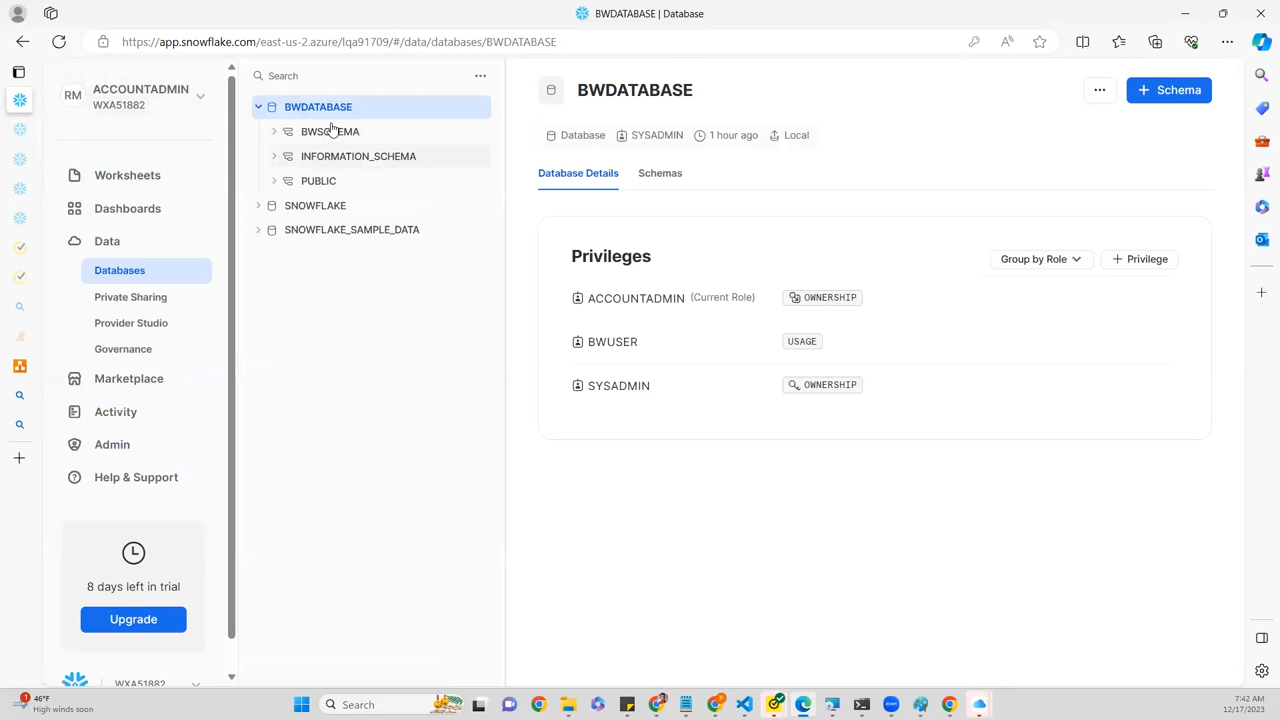 BWDATABASE | Database
https://app.snowflake.com/east-us-2.azure/lqa91709/#/data/databases/BWDATABASE
RM
ACCOUNTADMIN
WXA51882
Worksheets
Dashboards
Data
Databases
Private Sharing
Provider Studio
Governance
Marketplace
Activity
Admin
Help & Support
8 days left in trial
Upgrade
WXA51882
Search
BWDATABASE
BWSCHEMA
INFORMATION_SCHEMA
PUBLIC
SNOWFLAKE
SNOWFLAKE_SAMPLE_DATA
BWDATABASE
Schema
Database SYSADMIN 1 hour ago Local
Database Details Schemas
Privileges
Group by Role Privilege
ACCOUNTADMIN (Current Role) OWNERSHIP
BWUSER USAGE
SYSADMIN OWNERSHIP
1
46°F
High winds soon
Search
7:42 AM
12/17/2023